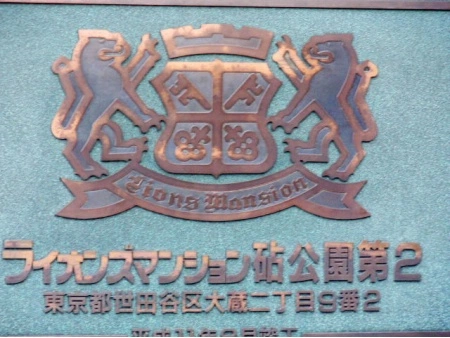 Lions Mansion
ライオンズマンション砧公園第2
東京都世田谷区大蔵二丁目9番2